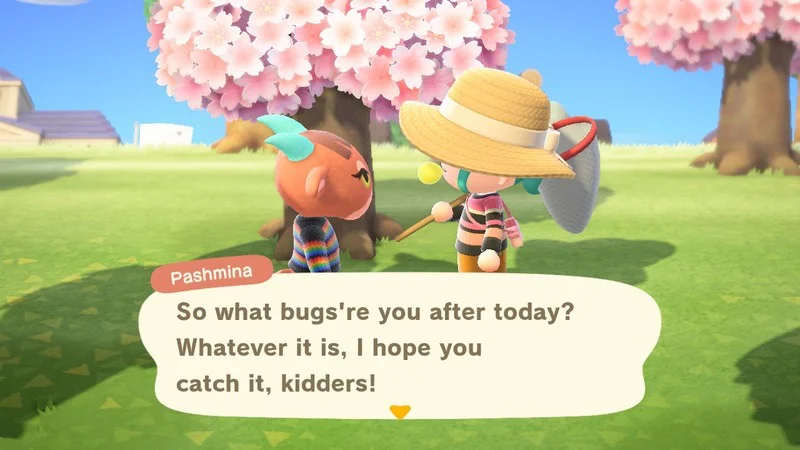 Pashmina
So what bugs're you after today?
Whatever it is, I hope you
catch it, kidders!